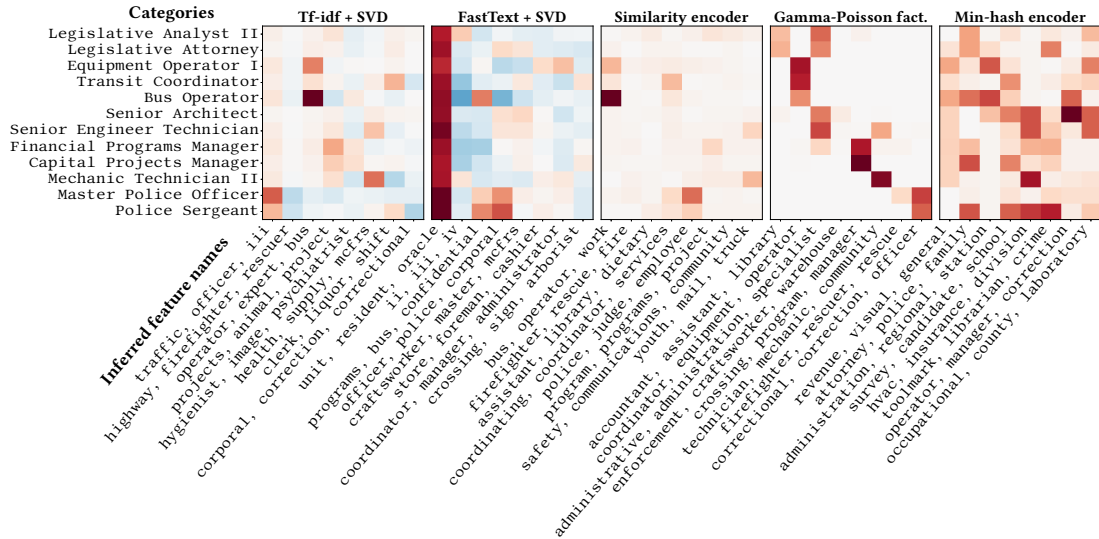 Categories
Tf-idf + SVD
FastText + SVD
Similarity encoder
Gamma-Poisson fact.
Min-hash encoder
Legislative Analyst II
Legislative Attorney
Equipment Operator I
Transit Coordinator
Bus Operator
Senior Architect
Senior Engineer Technician
Financial Programs Manager
Capital Projects Manager
Mechanic Technician II
Master Police Officer
Police Sergeant
Inferred feature names
traffic, officer, iii
highway, firefighter, rescuer
operator, expert, bus
projects, animal, project
hygienist, image, psychiatrist
health, supply, mcfrs
clerk, liquor, shift
corporal, correction, correctional
unit, resident, oracle
ii, iii, iv
programs, bus, confidential
officer, police, corporal
craftsworker, master, mcfrs
store, foreman, cashier
coordinator, manager, administrator
crossing, sign, arborist
bus, operator, work
firefighter, rescue, fire
assistant, library, dietary
coordinating, coordinator, services
police, judge, employee
program, programs, project
safety, communications, community
youth, mail, truck
accountant, assistant, library
coordinator, equipment, operator
administrative, administration, specialist
enforcement, craftsworker, warehouse
crossing, program, manager
technician, mechanic, community
firefighter, rescuer, rescue
correctional, correction, officer
revenue, visual, general
attorney, police, family
administration, regional, station
survey, candidate, school
hvac, insurance, division
toolmark, librarian, crime
operator, manager, correction
occupational, county, laboratory